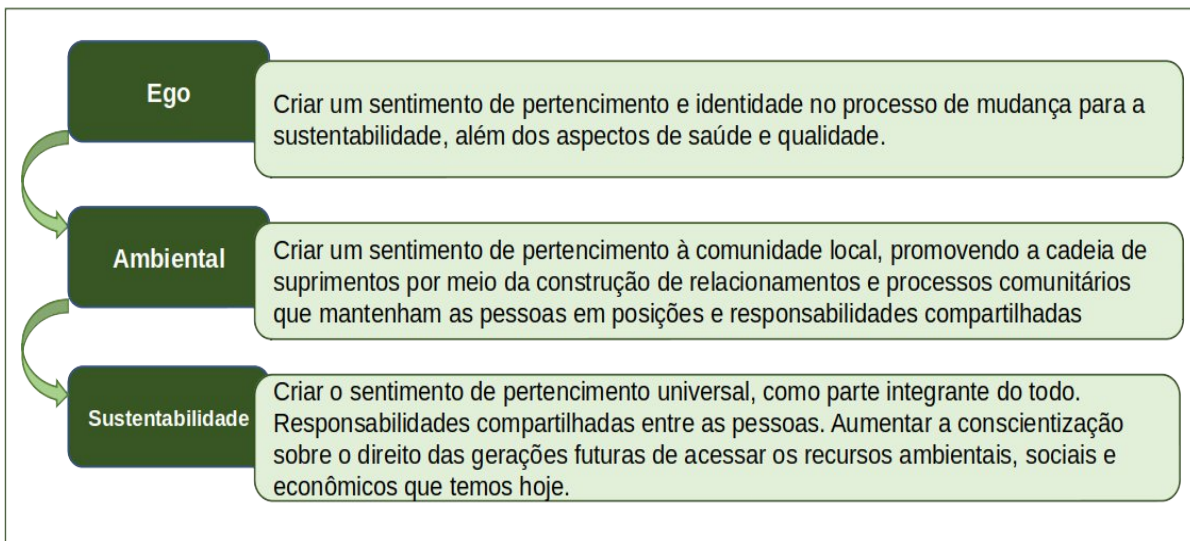 Ego
Criar um sentimento de pertencimento e identidade no processo de mudança para a
sustentabilidade, além dos aspectos de saúde e qualidade.
Ambiental
Criar um sentimento de pertencimento à comunidade local, promovendo a cadeia de
suprimentos por meio da construção de relacionamentos e processos comunitários
que mantenham as pessoas em posições e responsabilidades compartilhadas
Sustentabilidade
Criar o sentimento de pertencimento universal, como parte integrante do todo.
Responsabilidades compartilhadas entre as pessoas. Aumentar a conscientização
sobre o direito das gerações futuras de acessar os recursos ambientais, sociais e
econômicos que temos hoje.